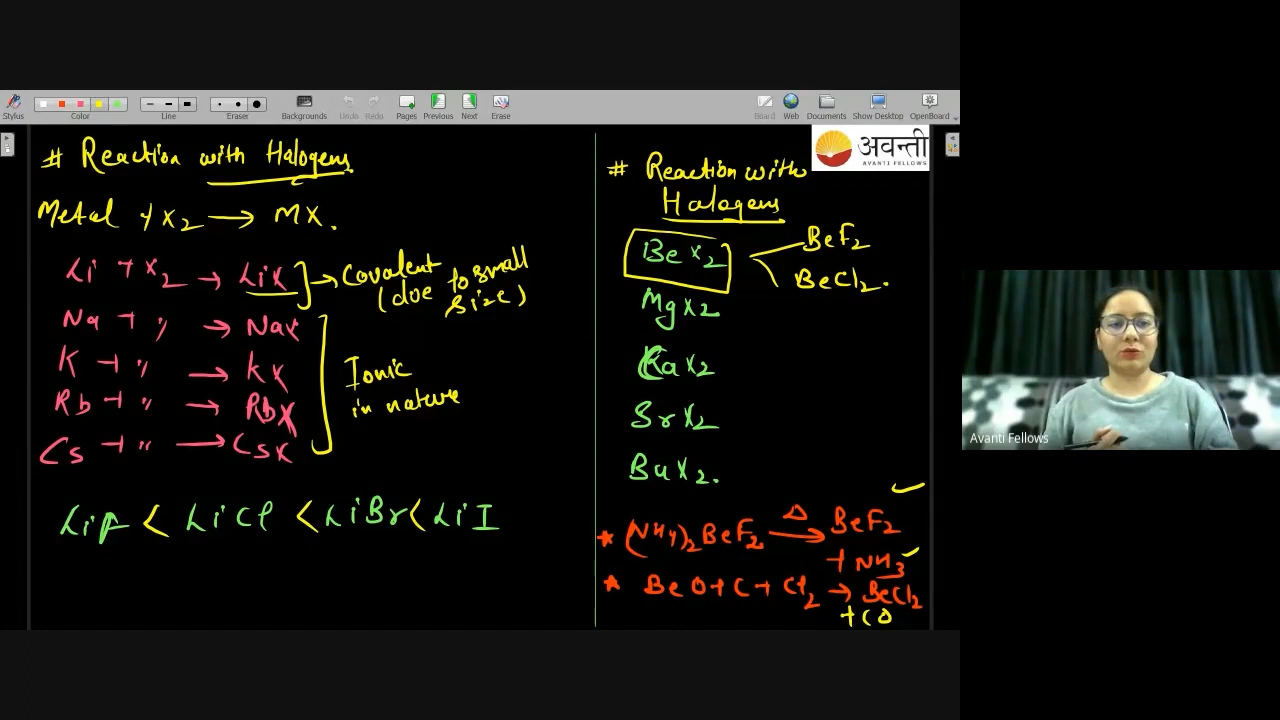 Stylus
Color
Line
Eraser
Backgrounds
Undo
Redo
Pages
Previous
Next
Erase
Board
Web
Documents
Show Desktop
OpenBoard
अवन्ती
AVANTI FELLOWS
# Reaction with Halogens
Metal + X2 → MX.
Li + X2 → LiX → Covalent
(due to small
size)
Na + 〃 → NaX
K + 〃 → KX
Rb + 〃 → RbX
Cs + 〃 → CsX
Ionic
in nature
LiF < LiCl < LiBr < LiI
# Reaction with
Halogens
BeX2
BeF2
BeCl2.
MgX2
CaX2
SrX2
BaX2.
* (NH4)2BeF2 Δ→ BeF2
+ NH3
* BeO + C + Cl2 → BeCl2
+ CO
Avanti Fellows